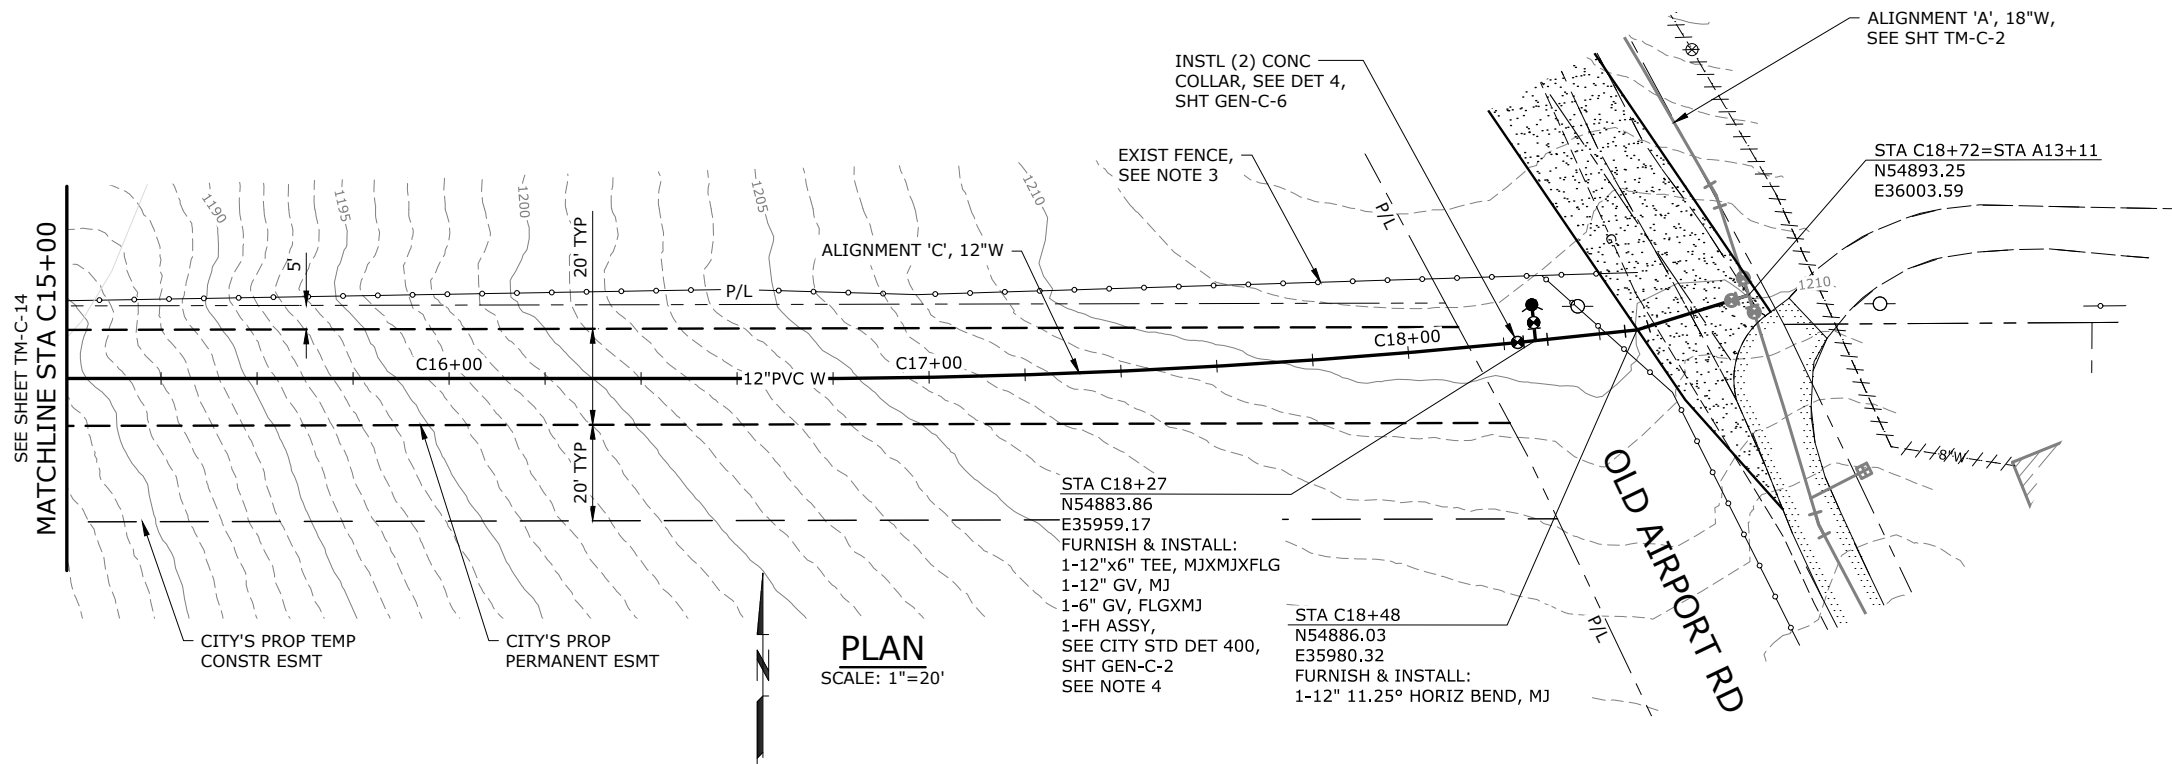 ALIGNMENT 'A', 18"W,
SEE SHT TM-C-2
INSTL (2) CONC
COLLAR, SEE DET 4,
SHT GEN-C-6
EXIST FENCE,
SEE NOTE 3
STA C18+72=STA A13+11
N54893.25
E36003.59
SEE SHEET TM-C-14
MATCHLINE STA C15+00
1190
1195
1200
1205
1210
P/L
G
5'
20' TYP
ALIGNMENT 'C', 12"W
P/L
1210
C16+00
C17+00
C18+00
12"PVC W
20' TYP
8"W
OLD AIRPORT RD
P/L
STA C18+27
N54883.86
E35959.17
FURNISH & INSTALL:
1-12"x6" TEE, MJXMJXFLG
1-12" GV, MJ
1-6" GV, FLGXMJ
1-FH ASSY,
SEE CITY STD DET 400,
SHT GEN-C-2
SEE NOTE 4
STA C18+48
N54886.03
E35980.32
FURNISH & INSTALL:
1-12" 11.25° HORIZ BEND, MJ
CITY'S PROP TEMP
CONSTR ESMT
CITY'S PROP
PERMANENT ESMT
N
PLAN
SCALE: 1"=20'